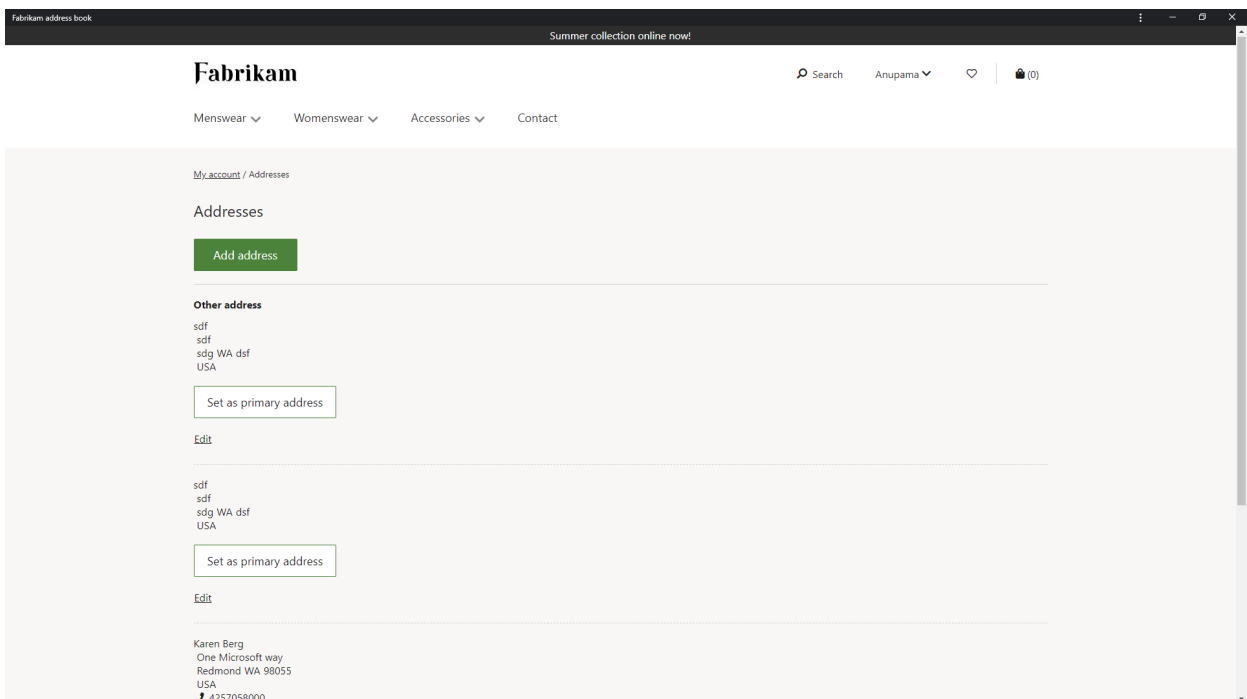 Fabrikam address book
Summer collection online now!
Fabrikam
Search
Anupama
(0)
Menswear
Womenswear
Accessories
Contact
My account / Addresses
Addresses
Add address
Other address
sdf
sdf
sdg WA dsf
USA
Set as primary address
Edit
sdf
sdf
sdg WA dsf
USA
Set as primary address
Edit
Karen Berg
One Microsoft way
Redmond WA 98055
USA
4257058000